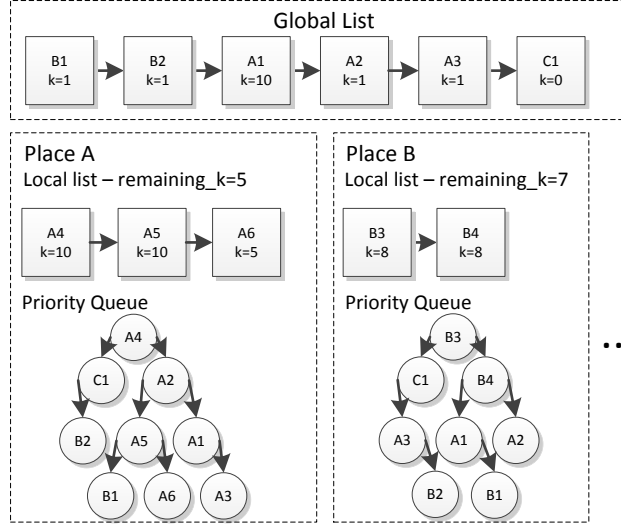 Global List
B1
k=1
B2
k=1
A1
k=10
A2
k=1
A3
k=1
C1
k=0
Place A
Local list – remaining_k=5
A4
k=10
A5
k=10
A6
k=5
Priority Queue
A4
C1
A2
B2
A5
A1
B1
A6
A3
Place B
Local list – remaining_k=7
B3
k=8
B4
k=8
Priority Queue
B3
C1
B4
A3
A1
A2
B2
B1
..